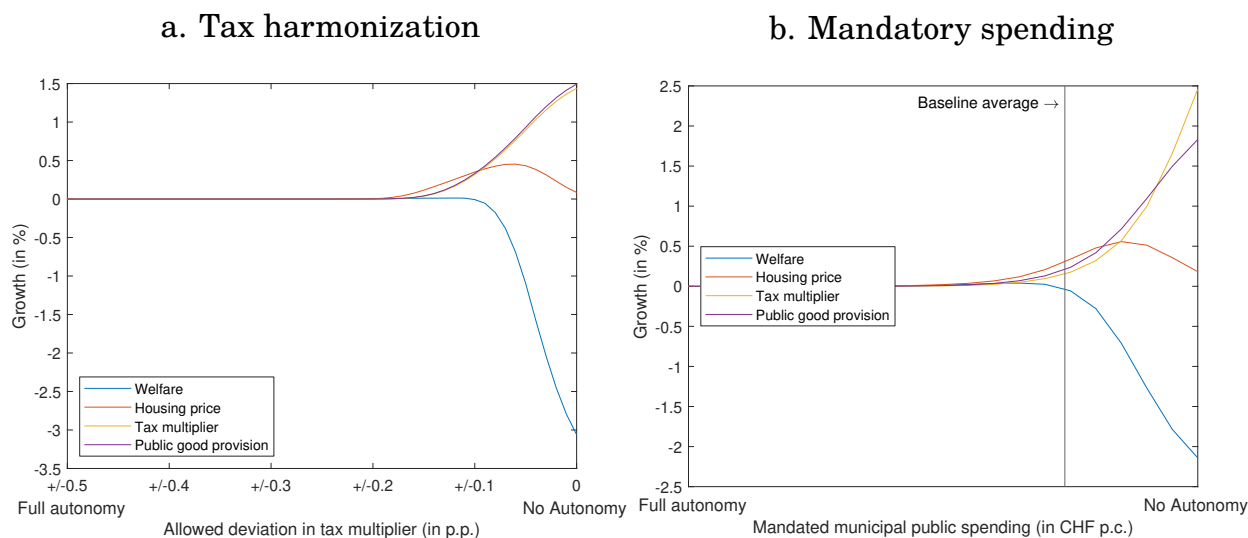 a. Tax harmonization
1.5
1
0.5
0
-0.5
-1
-1.5
-2
-2.5
-3
-3.5
Growth (in %)
Welfare
Housing price
Tax multiplier
Public good provision
+/-0.5
+/-0.4
+/-0.3
+/-0.2
+/-0.1
0
Full autonomy
No Autonomy
Allowed deviation in tax multiplier (in p.p.)
b. Mandatory spending
2.5
2
1.5
1
0.5
0
-0.5
-1
-1.5
-2
-2.5
Growth (in %)
Baseline average →
Welfare
Housing price
Tax multiplier
Public good provision
Full autonomy
No Autonomy
Mandated municipal public spending (in CHF p.c.)